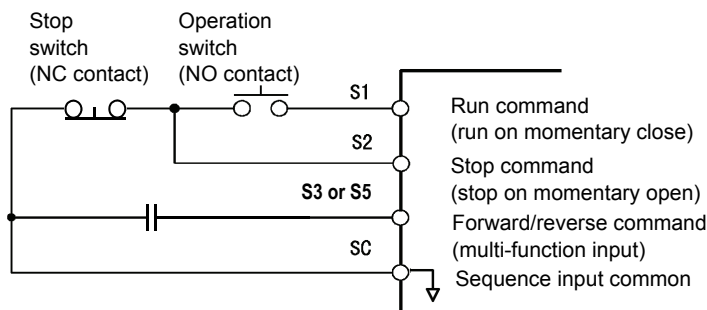 Stop
switch
(NC contact)
Operation
switch
(NO contact)
S1
Run command
(run on momentary close)
S2
Stop command
(stop on momentary open)
S3 or S5
Forward/reverse command
(multi-function input)
SC
Sequence input common